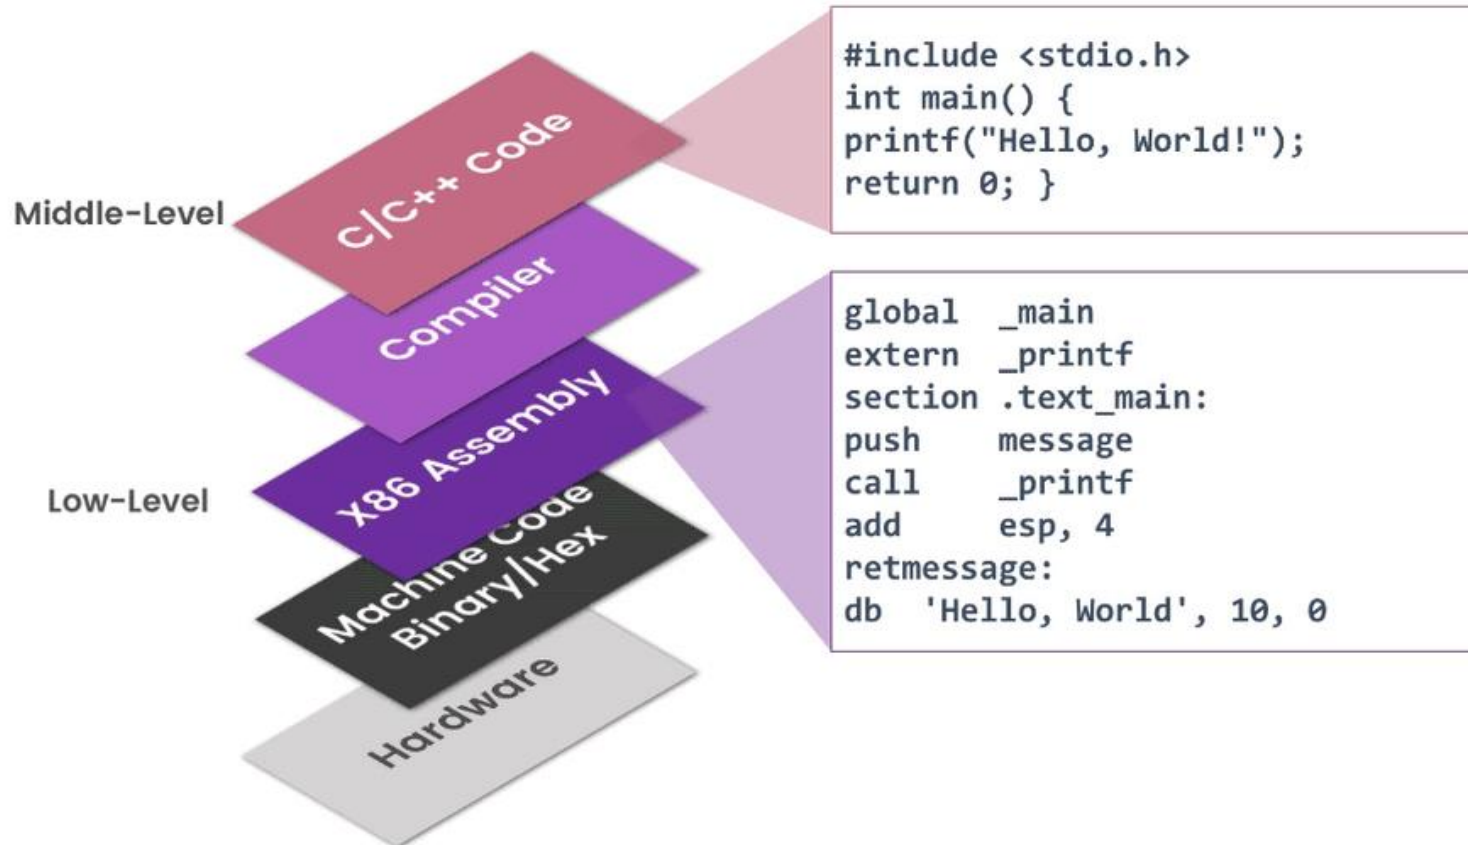 C/C++ Code
Middle-Level
Compiler
X86 Assembly
Low-Level
Machine Code
Binary/Hex
Hardware
#include <stdio.h>
int main() {
printf("Hello, World!");
return 0; }
global _main
extern _printf
section .text_main:
push message
call _printf
add esp, 4
retmessage:
db 'Hello, World', 10, 0